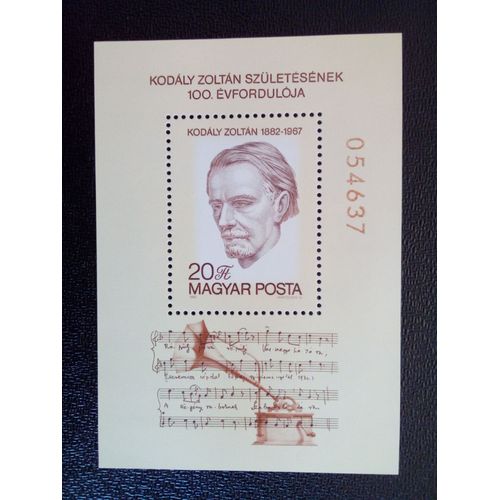 KODÁLY ZOLTÁN SZÜLETÉSÉNEK
100. ÉVFORDULÓJA
KODÁLY ZOLTÁN 1882-1967
054637
20 Ft
MAGYAR POSTA